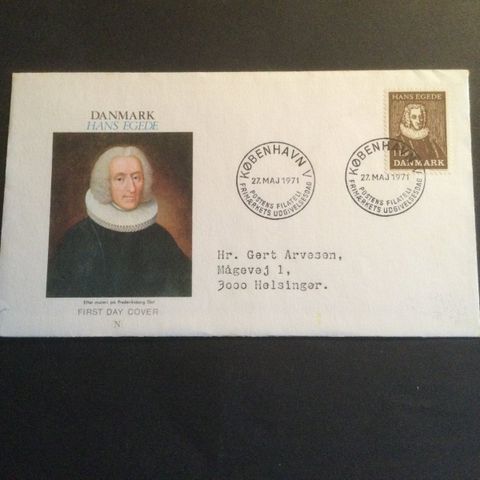 DANMARK
HANS EGEDE
Efter maleri på Frederiksborg Slot
FIRST DAY COVER
N
KØBENHAVN V
27. MAJ 1971
POSTENS FILATELI
FRIMÆRKETS UDGIVELSESDAG
KØBENHAVN V
27. MAJ 1971
POSTENS FILATELI
FRIMÆRKETS UDGIVELSESDAG
HANS EGEDE
DANMARK
Hr. Gert Arvesen,
Mågevej 1,
3000 Helsingør.